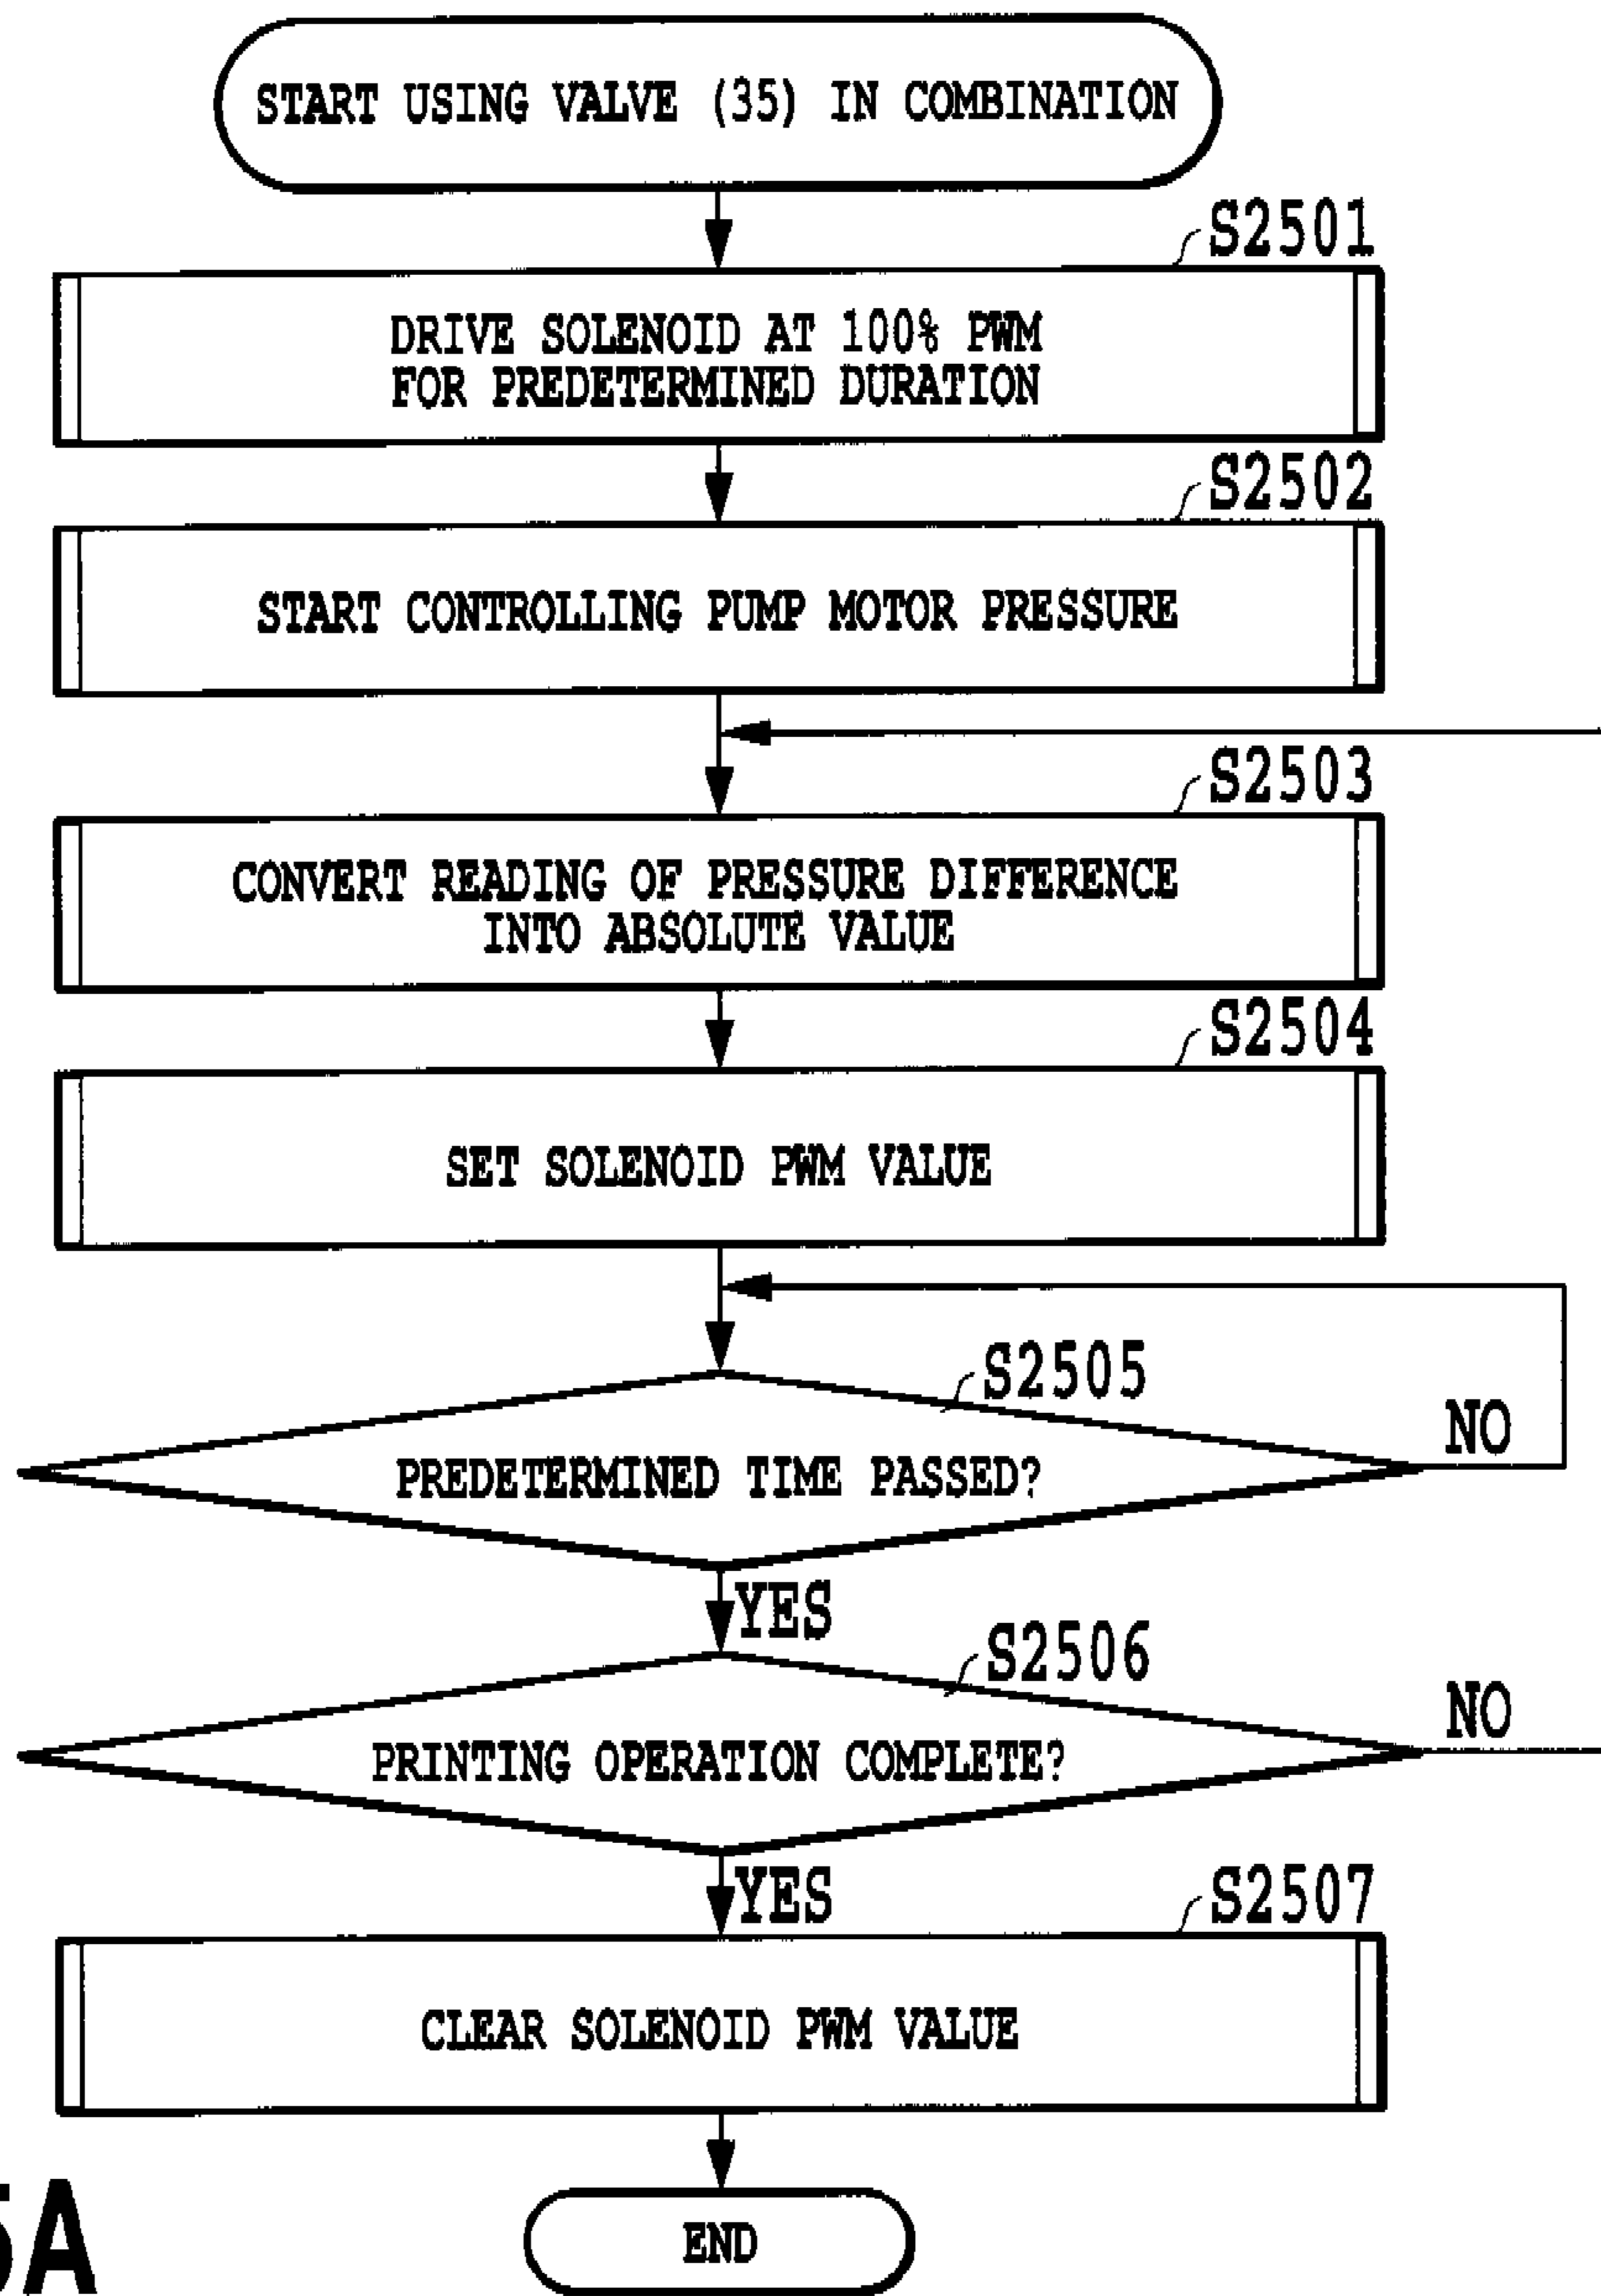 START USING VALVE (35) IN COMBINATION
S2501
DRIVE SOLENOID AT 100% PWM
FOR PREDETERMINED DURATION
S2502
START CONTROLLING PUMP MOTOR PRESSURE
S2503
CONVERT READING OF PRESSURE DIFFERENCE
INTO ABSOLUTE VALUE
S2504
SET SOLENOID PWM VALUE
S2505
PREDETERMINED TIME PASSED?
NO
YES
S2506
PRINTING OPERATION COMPLETE?
NO
YES
S2507
CLEAR SOLENOID PWM VALUE
END
5A